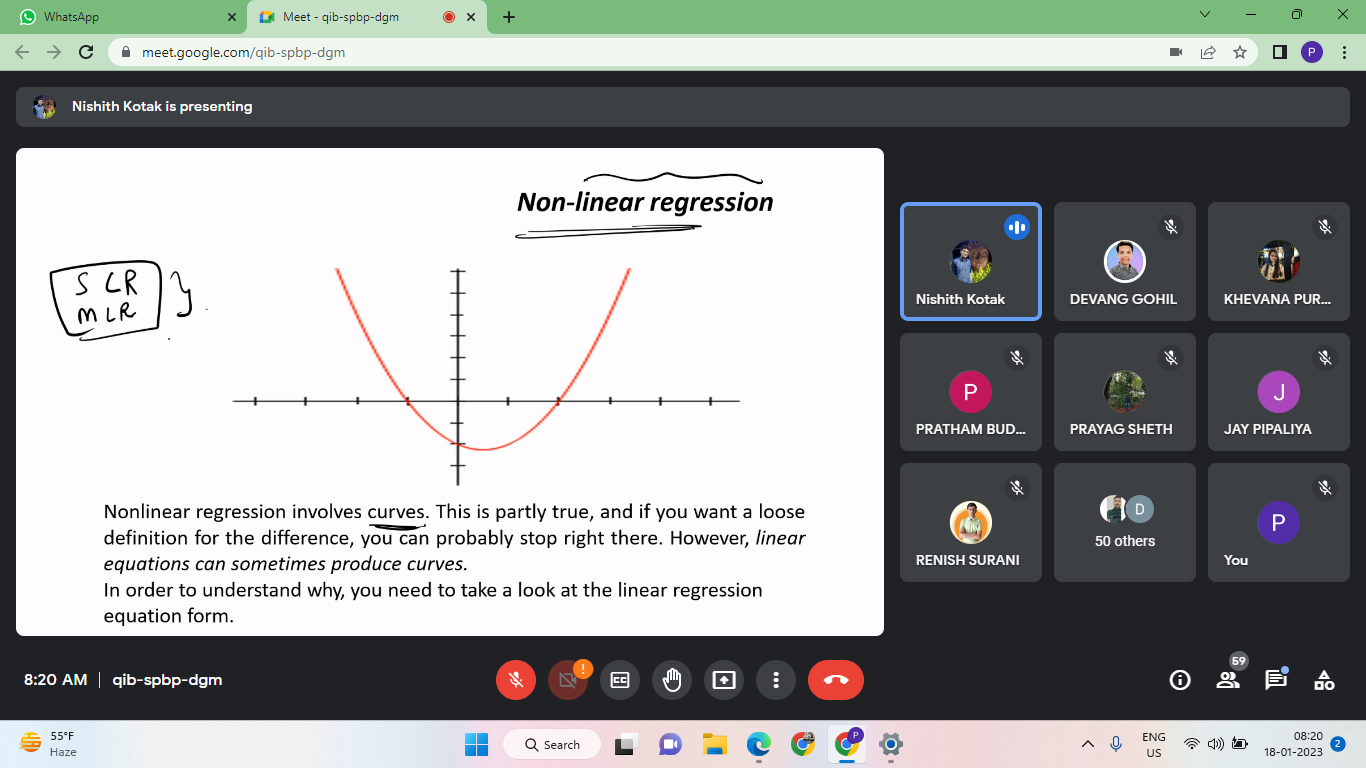 WhatsApp
Meet - qib-spbp-dgm
meet.google.com/qib-spbp-dgm
P
Nishith Kotak is presenting
Non-linear regression
S LR
MLR
Nonlinear regression involves curves. This is partly true, and if you want a loose
definition for the difference, you can probably stop right there. However, linear
equations can sometimes produce curves.
In order to understand why, you need to take a look at the linear regression
equation form.
Nishith Kotak
DEVANG GOHIL
KHEVANA PUR...
P
PRATHAM BUD...
PRAYAG SHETH
J
JAY PIPALIYA
RENISH SURANI
D
50 others
P
You
8:20 AM | qib-spbp-dgm
!
CC
59
55°F
Haze
Search
P
ENG
US
08:20
18-01-2023
2